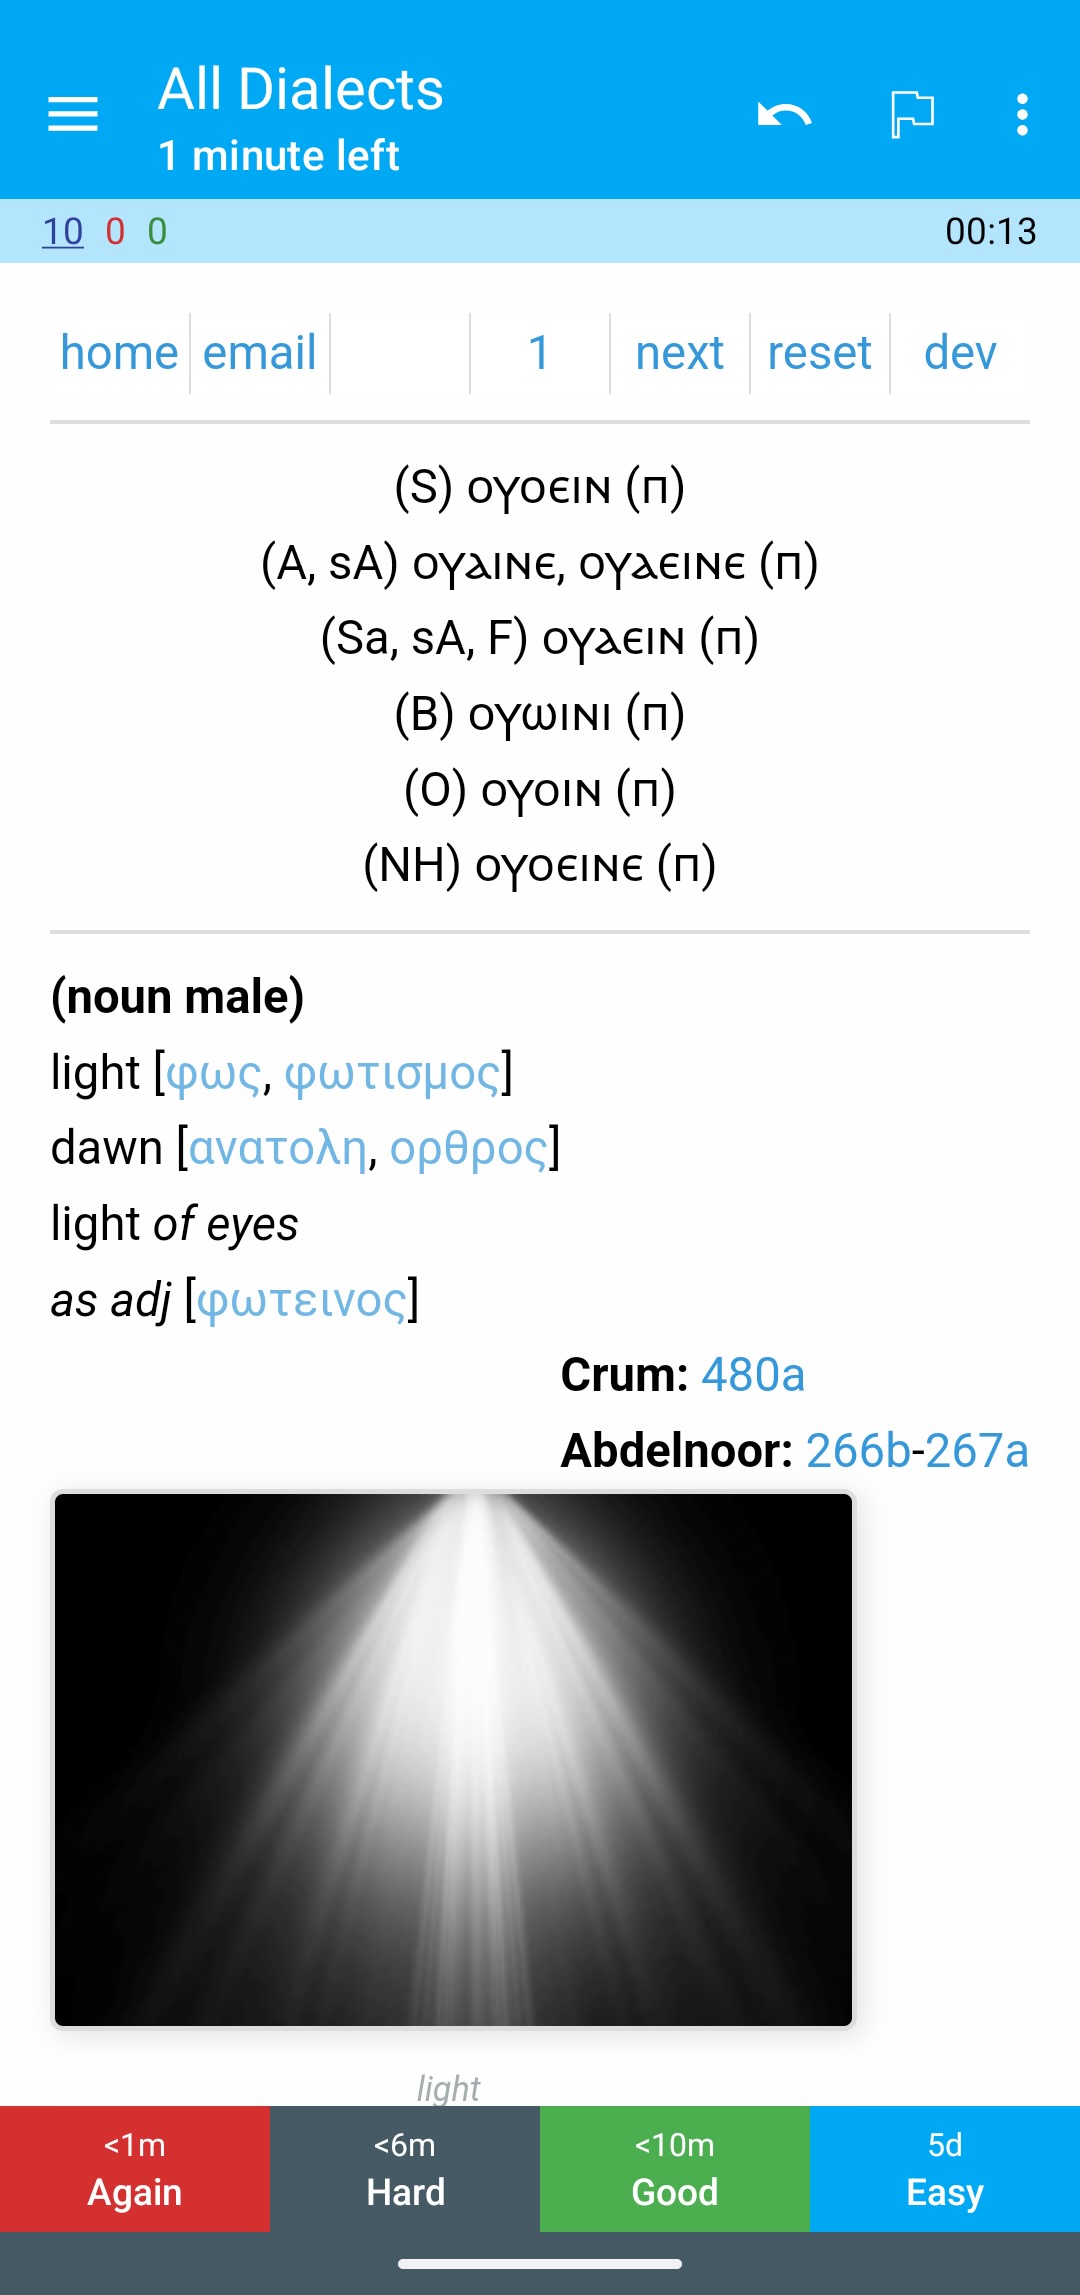 All Dialects
1 minute left
10 0 0 00:13
home email 1 next reset dev
(S) ⲟⲩⲟⲉⲓⲛ (ⲡ)
(A, sA) ⲟⲩⲁⲓⲛⲉ, ⲟⲩⲁⲉⲓⲛⲉ (ⲡ)
(Sa, sA, F) ⲟⲩⲁⲉⲓⲛ (ⲡ)
(B) ⲟⲩⲱⲓⲛⲓ (ⲡ)
(O) ⲟⲩⲟⲓⲛ (ⲡ)
(NH) ⲟⲩⲟⲉⲓⲛⲉ (ⲡ)
(noun male)
light [φως, φωτισμος]
dawn [ανατολη, ορθρος]
light of eyes
as adj [φωτεινος]
Crum: 480a
Abdelnoor: 266b-267a
light
<1m <6m <10m 5d
Again Hard Good Easy